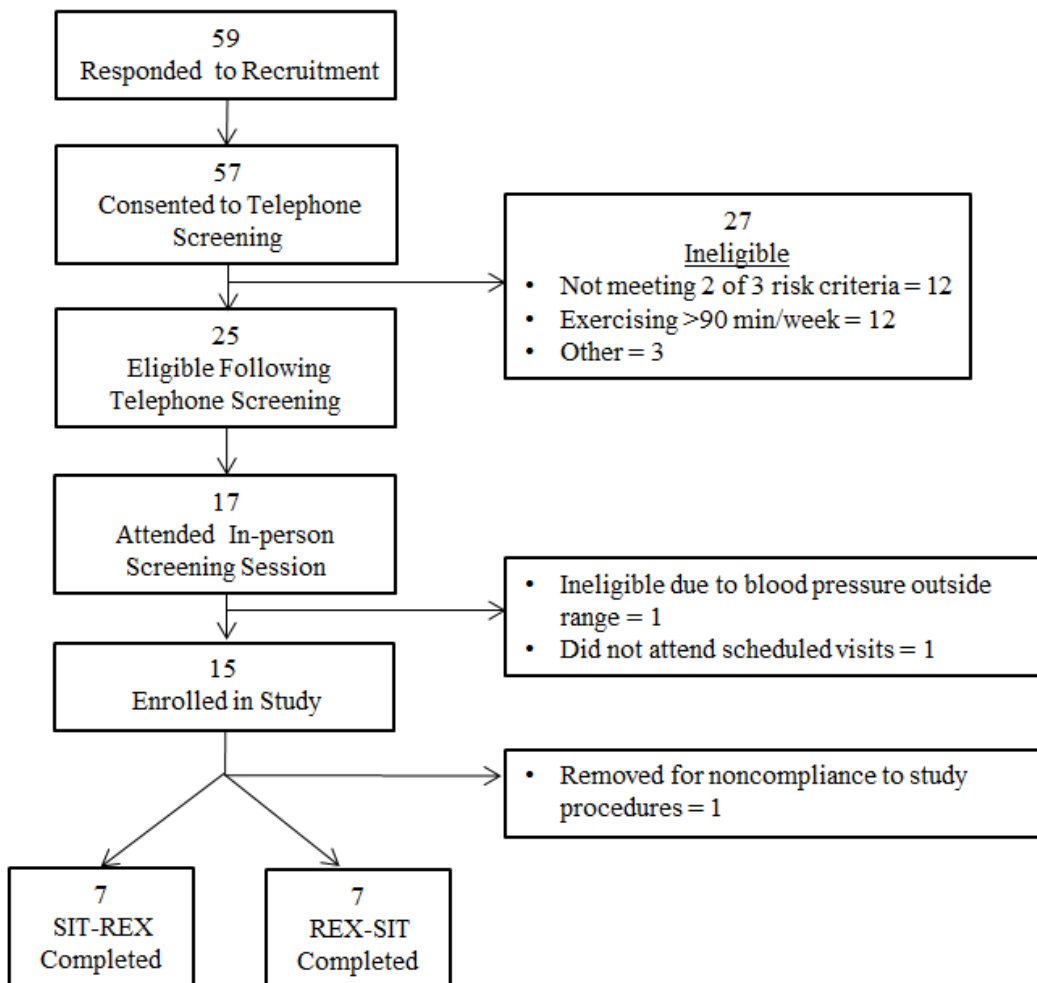 59
Responded to Recruitment
57
Consented to Telephone
Screening
27
Ineligible
• Not meeting 2 of 3 risk criteria = 12
• Exercising >90 min/week = 12
• Other = 3
25
Eligible Following
Telephone Screening
17
Attended In-person
Screening Session
• Ineligible due to blood pressure outside
range = 1
• Did not attend scheduled visits = 1
15
Enrolled in Study
• Removed for noncompliance to study
procedures = 1
7
SIT-REX
Completed
7
REX-SIT
Completed